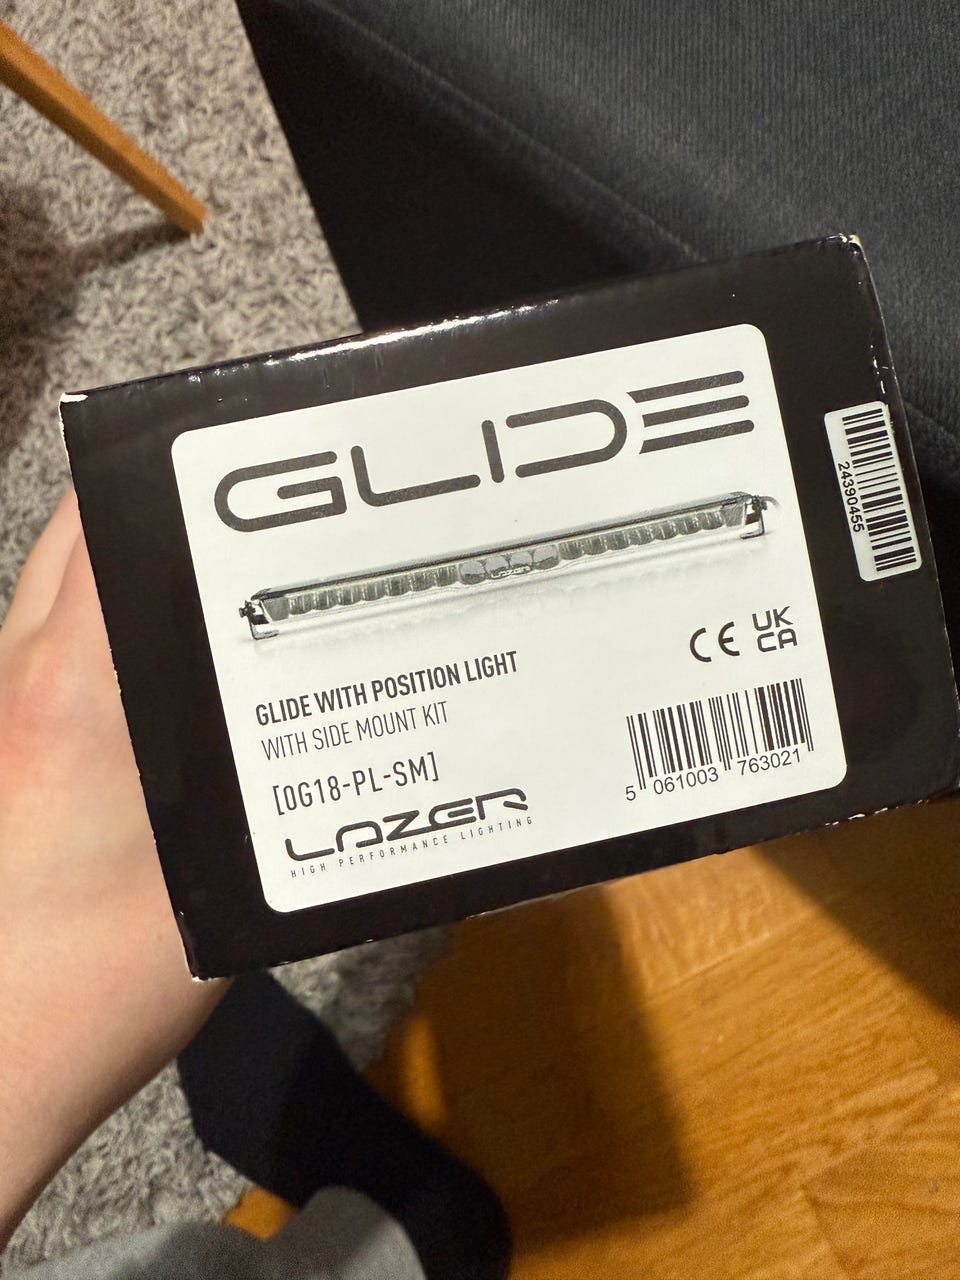 GLIDE
LAZER
GLIDE WITH POSITION LIGHT
WITH SIDE MOUNT KIT
[0G18-PL-SM]
LAZER
HIGH PERFORMANCE LIGHTING
CE UK
CA
5 061003 763021
24390455